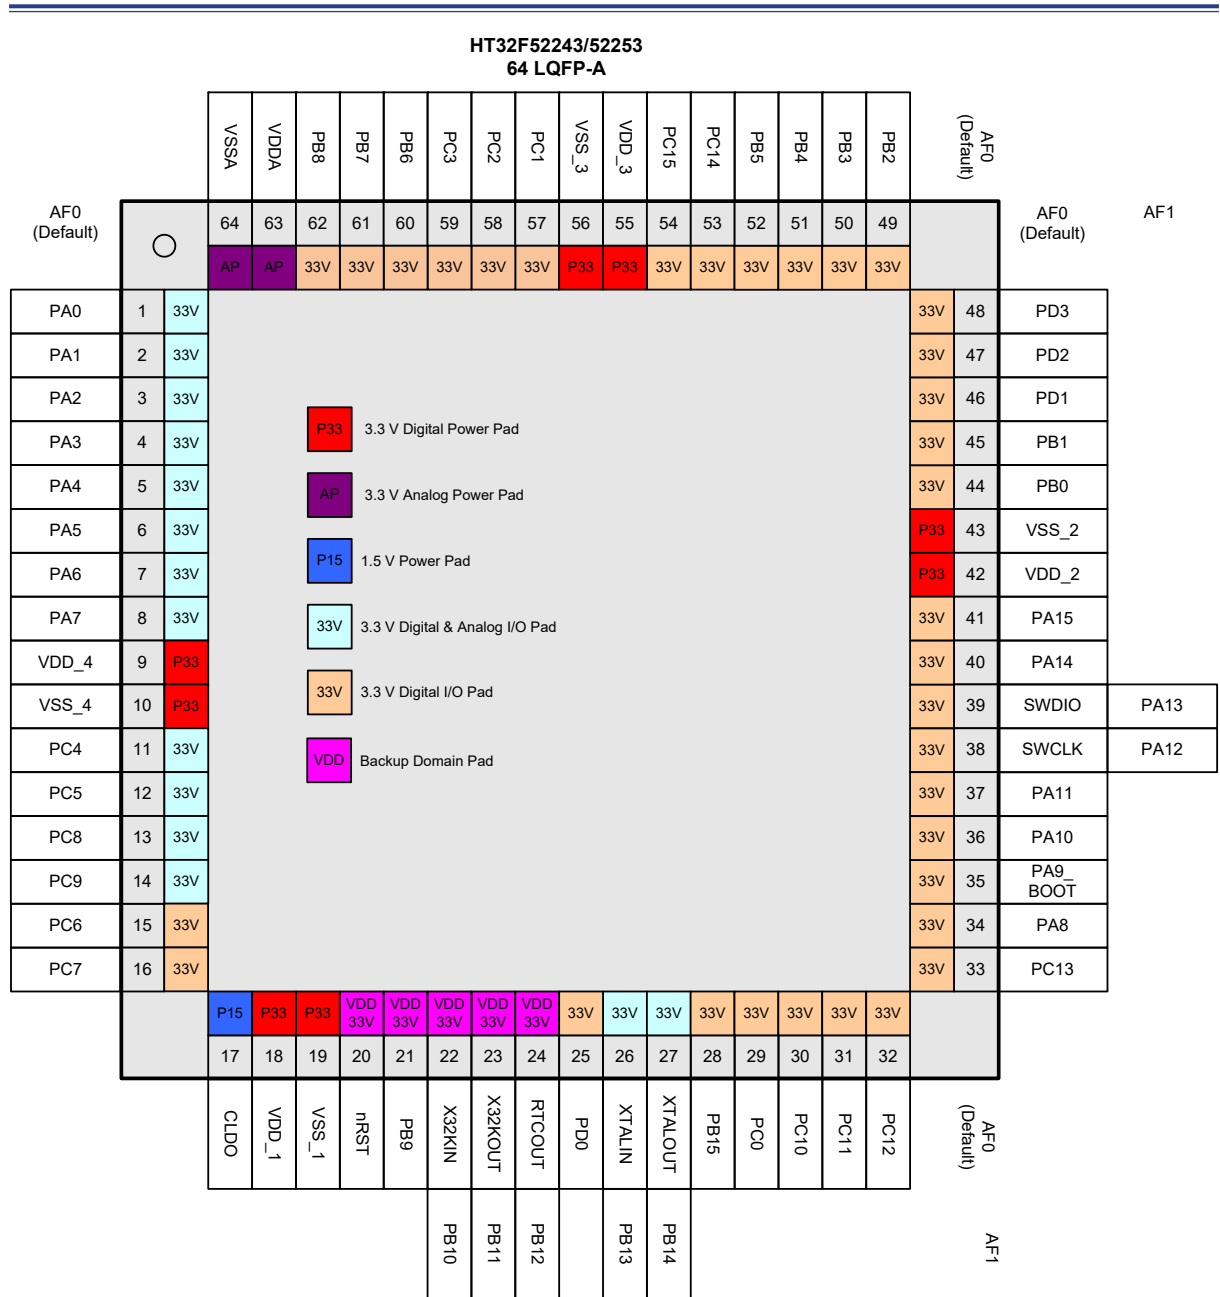 HT32F52243/52253
64 LQFP-A
VSSA VDDA PB8 PB7 PB6 PC3 PC2 PC1 VSS_3 VDD_3 PC15 PC14 PB5 PB4 PB3 PB2 AF0 (Default)
AF0 (Default) 64 63 62 61 60 59 58 57 56 55 54 53 52 51 50 49 AF0 (Default) AF1
AP AP 33V 33V 33V 33V 33V 33V P33 P33 33V 33V 33V 33V 33V 33V
PA0 1 33V 33V 48 PD3
PA1 2 33V 33V 47 PD2
PA2 3 33V 33V 46 PD1
P33 3.3 V Digital Power Pad
PA3 4 33V 33V 45 PB1
PA4 5 33V 33V 44 PB0
AP 3.3 V Analog Power Pad
PA5 6 33V P33 43 VSS_2
P15 1.5 V Power Pad
PA6 7 33V P33 42 VDD_2
PA7 8 33V 33V 41 PA15
33V 3.3 V Digital & Analog I/O Pad
VDD_4 9 P33 33V 40 PA14
33V 3.3 V Digital I/O Pad
VSS_4 10 P33 33V 39 SWDIO PA13
PC4 11 33V 33V 38 SWCLK PA12
VDD Backup Domain Pad
PC5 12 33V 33V 37 PA11
PC8 13 33V 33V 36 PA10
PC9 14 33V 33V 35 PA9_ BOOT
PC6 15 33V 33V 34 PA8
PC7 16 33V 33V 33 PC13
P15 P33 P33 VDD 33V VDD 33V VDD 33V VDD 33V VDD 33V 33V 33V 33V 33V 33V 33V 33V 33V
17 18 19 20 21 22 23 24 25 26 27 28 29 30 31 32
CLDO VDD_1 VSS_1 nRST PB9 X32KIN X32KOUT RTCOUT PD0 XTALIN XTALOUT PB15 PC0 PC10 PC11 PC12 AF0 (Default)
PB10 PB11 PB12 PB13 PB14 AF1